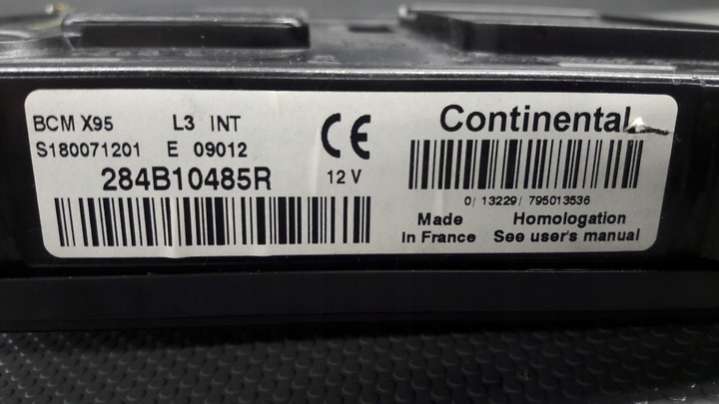 BCM X95 L3 INT
S180071201 E 09012
284B10485R
CE
12 V
Continental
0/ 13229/ 795013536
Made
In France
Homologation
See user's manual